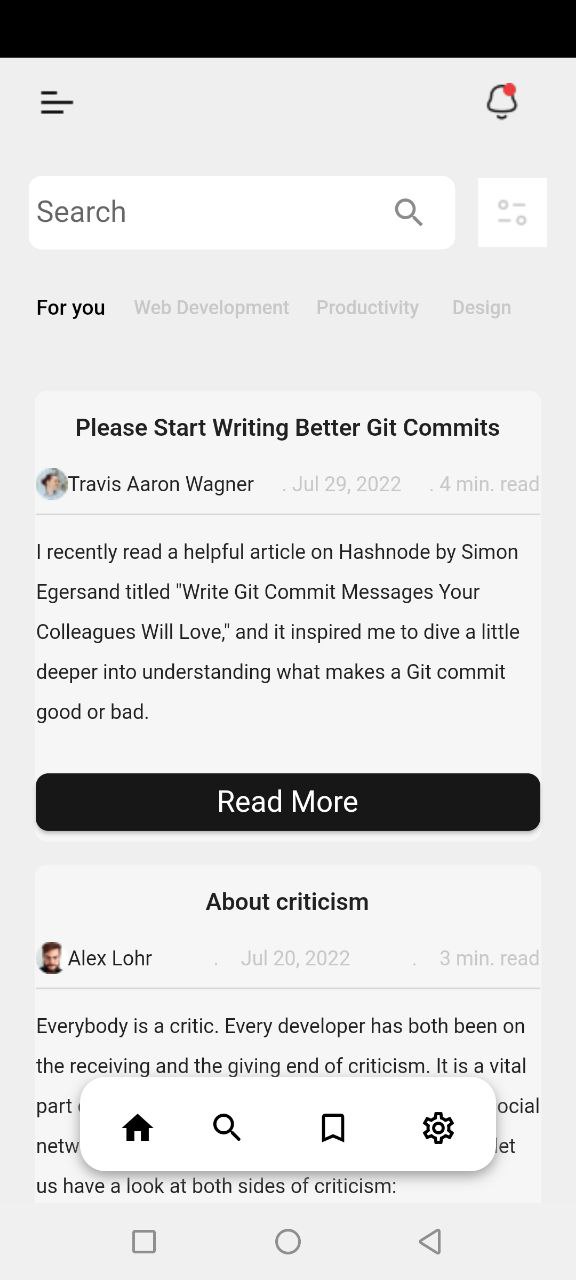 Search
For you Web Development Productivity Design
Please Start Writing Better Git Commits
Travis Aaron Wagner . Jul 29, 2022 . 4 min. read
I recently read a helpful article on Hashnode by Simon
Egersand titled "Write Git Commit Messages Your
Colleagues Will Love," and it inspired me to dive a little
deeper into understanding what makes a Git commit
good or bad.
Read More
About criticism
Alex Lohr . Jul 20, 2022 . 3 min. read
Everybody is a critic. Every developer has both been on
the receiving and the giving end of criticism. It is a vital
part
us have a look at both sides of criticism: